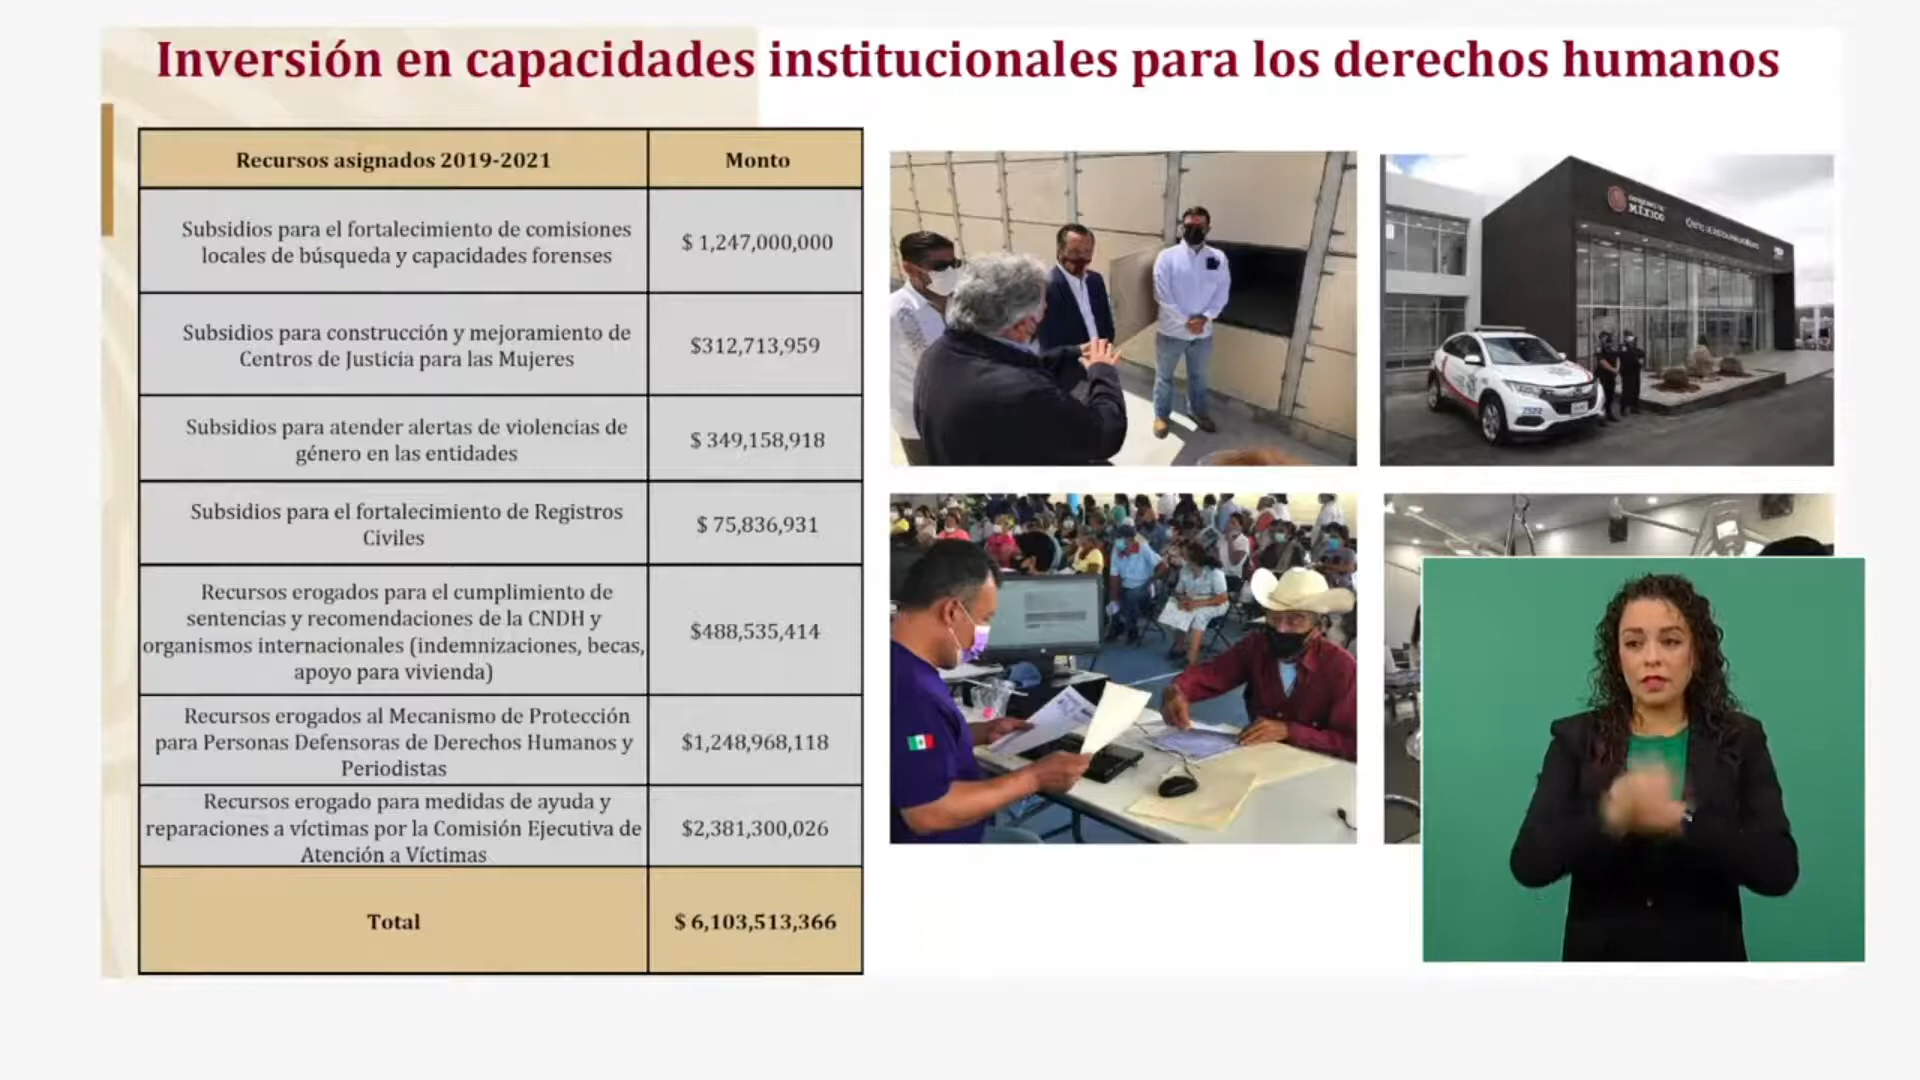 Inversión en capacidades institucionales para los derechos humanos
Recursos asignados 2019-2021
Monto
Subsidios para el fortalecimiento de comisiones
locales de búsqueda y capacidades forenses
$ 1,247,000,000
Subsidios para construcción y mejoramiento de
Centros de Justicia para las Mujeres
$312,713,959
Subsidios para atender alertas de violencias de
género en las entidades
$ 349,158,918
Subsidios para el fortalecimiento de Registros
Civiles
$ 75,836,931
Recursos erogados para el cumplimiento de
sentencias y recomendaciones de la CNDH y
organismos internacionales (indemnizaciones, becas,
apoyo para vivienda)
$488,535,414
Recursos erogados al Mecanismo de Protección
para Personas Defensoras de Derechos Humanos y
Periodistas
$1,248,968,118
Recursos erogado para medidas de ayuda y
reparaciones a víctimas por la Comisión Ejecutiva de
Atención a Víctimas
$2,381,300,026
Total
$ 6,103,513,366
MÉXICO